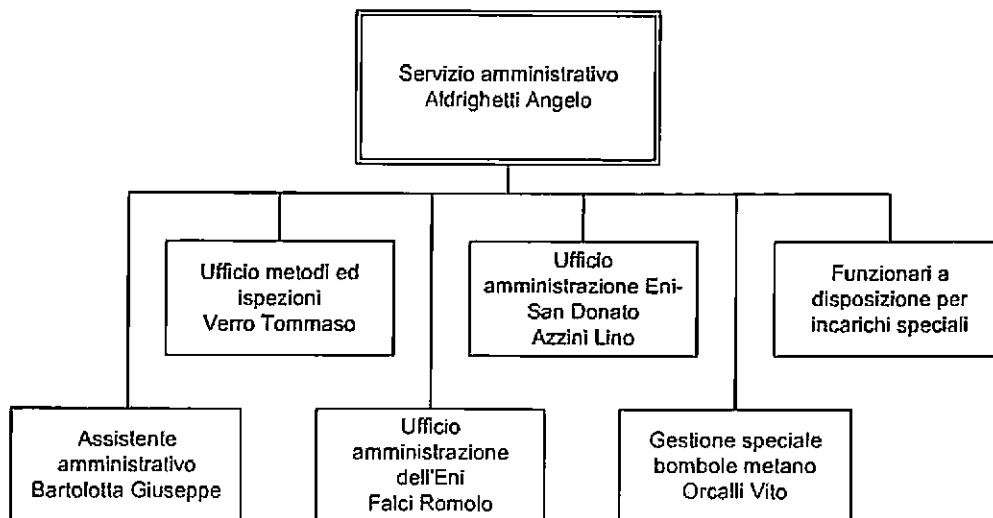 Servizio amministrativo
Aldrighetti Angelo
Ufficio metodi ed
ispezioni
Verro Tommaso
Ufficio
amministrazione Eni-
San Donato
Azzini Lino
Funzionari a
disposizione per
incarichi speciali
Assistente
amministrativo
Bartolotta Giuseppe
Ufficio
amministrazione
dell'Eni
Falci Romolo
Gestione speciale
bombole metano
Orcalli Vito